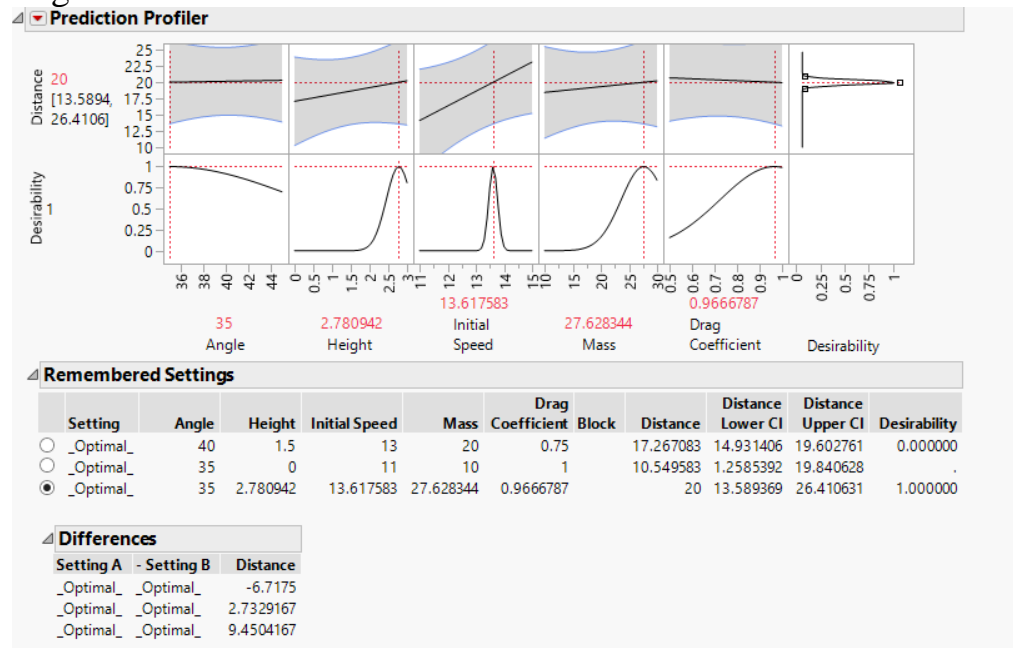 Prediction Profiler
25
22.5
20
17.5
15
12.5
10
Distance
20
[13.5894,
26.4106]
1
0.75
0.5
0.25
0
Desirability
1
36 38 40 42 44 0 0.5 1 1.5 2 2.5 3 11 12 13 14 15 10 15 20 25 30 0.5 0.6 0.7 0.8 0.9 1 0 0.25 0.5 0.75 1
35 Angle
2.780942 Height
13.617583 Initial Speed
27.628344 Mass
0.9666787 Drag Coefficient
Desirability
Remembered Settings
Setting Angle Height Initial Speed Mass Drag Coefficient Block Distance Distance Lower CI Distance Upper CI Desirability
_Optimal_ 40 1.5 13 20 0.75 17.267083 14.931406 19.602761 0.000000
_Optimal_ 35 0 11 10 1 10.549583 1.2585392 19.840628 .
_Optimal_ 35 2.780942 13.617583 27.628344 0.9666787 20 13.589369 26.410631 1.000000
Differences
Setting A - Setting B Distance
_Optimal_ _Optimal_ -6.7175
_Optimal_ _Optimal_ 2.7329167
_Optimal_ _Optimal_ 9.4504167